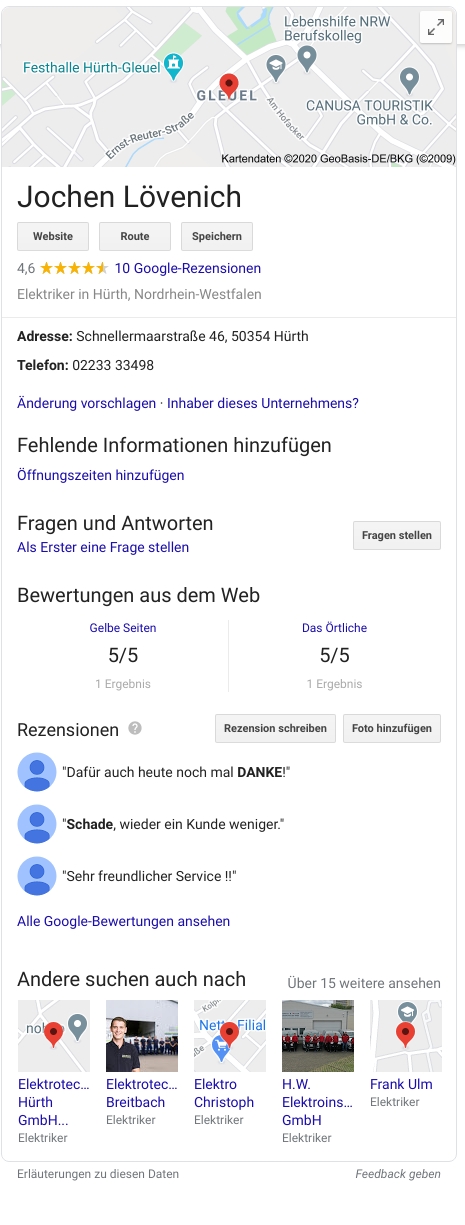 Lebenshilfe NRW
Berufskolleg
Festhalle Hürth-Gleuel
GLEUEL
CANUSA TOURISTIK
GmbH & Co.
Am Hofacker
Ernst-Reuter-Straße
Kartendaten ©2020 GeoBasis-DE/BKG (©2009)
Jochen Lövenich
Website Route Speichern
4,6 10 Google-Rezensionen
Elektriker in Hürth, Nordrhein-Westfalen
Adresse: Schnellermaarstraße 46, 50354 Hürth
Telefon: 02233 33498
Änderung vorschlagen · Inhaber dieses Unternehmens?
Fehlende Informationen hinzufügen
Öffnungszeiten hinzufügen
Fragen und Antworten
Als Erster eine Frage stellen
Fragen stellen
Bewertungen aus dem Web
Gelbe Seiten Das Örtliche
5/5 5/5
1 Ergebnis 1 Ergebnis
Rezensionen ? Rezension schreiben Foto hinzufügen
"Dafür auch heute noch mal DANKE!"
"Schade, wieder ein Kunde weniger."
"Sehr freundlicher Service !!"
Alle Google-Bewertungen ansehen
Andere suchen auch nach Über 15 weitere ansehen
Elektrotec...
Hürth
GmbH...
Elektriker
Elektrotec...
Breitbach
Elektriker
Elektro
Christoph
Elektriker
H.W.
Elektroins...
GmbH
Elektriker
Frank Ulm
Elektriker
Erläuterungen zu diesen Daten Feedback geben